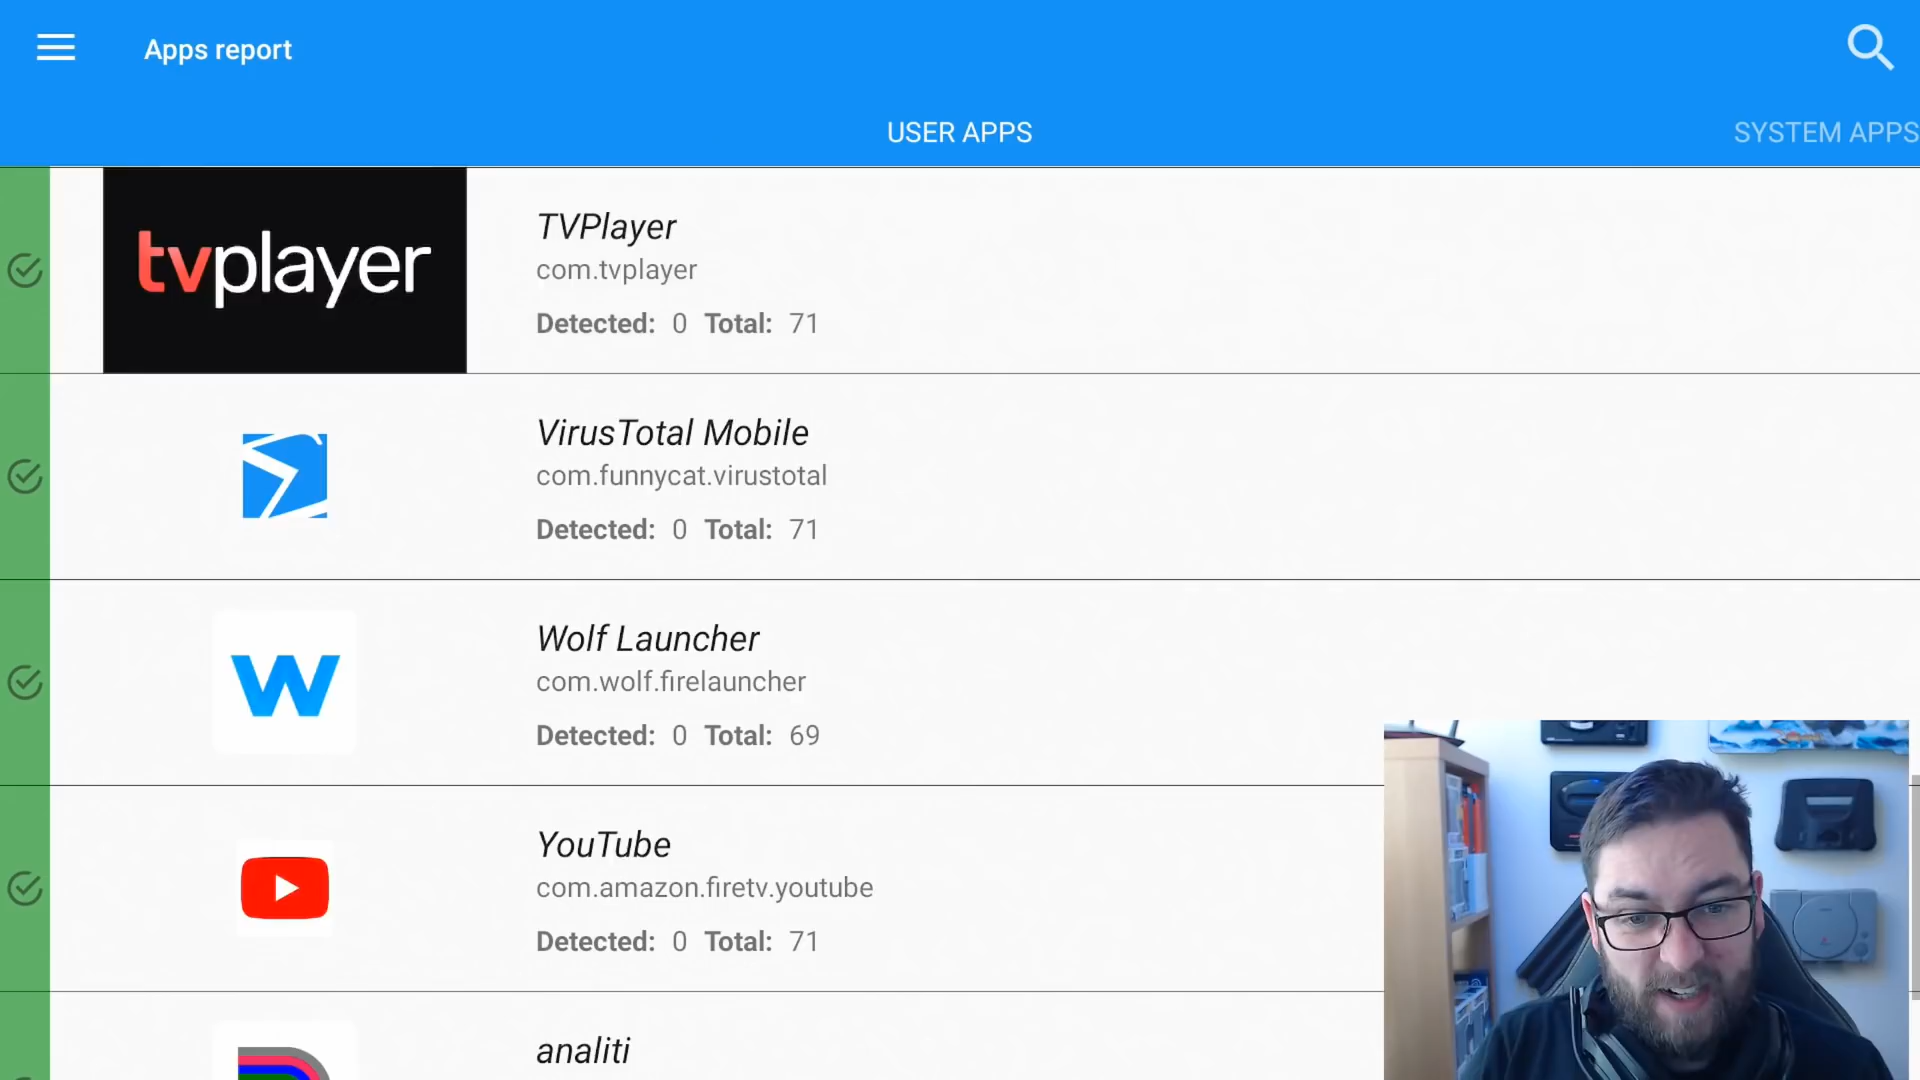 Apps report
USER APPS
SYSTEM APPS
tvplayer
TVPlayer
com.tvplayer
Detected: 0 Total: 71
VirusTotal Mobile
com.funnycat.virustotal
Detected: 0 Total: 71
W
Wolf Launcher
com.wolf.firelauncher
Detected: 0 Total: 69
YouTube
com.amazon.firetv.youtube
Detected: 0 Total: 71
analiti